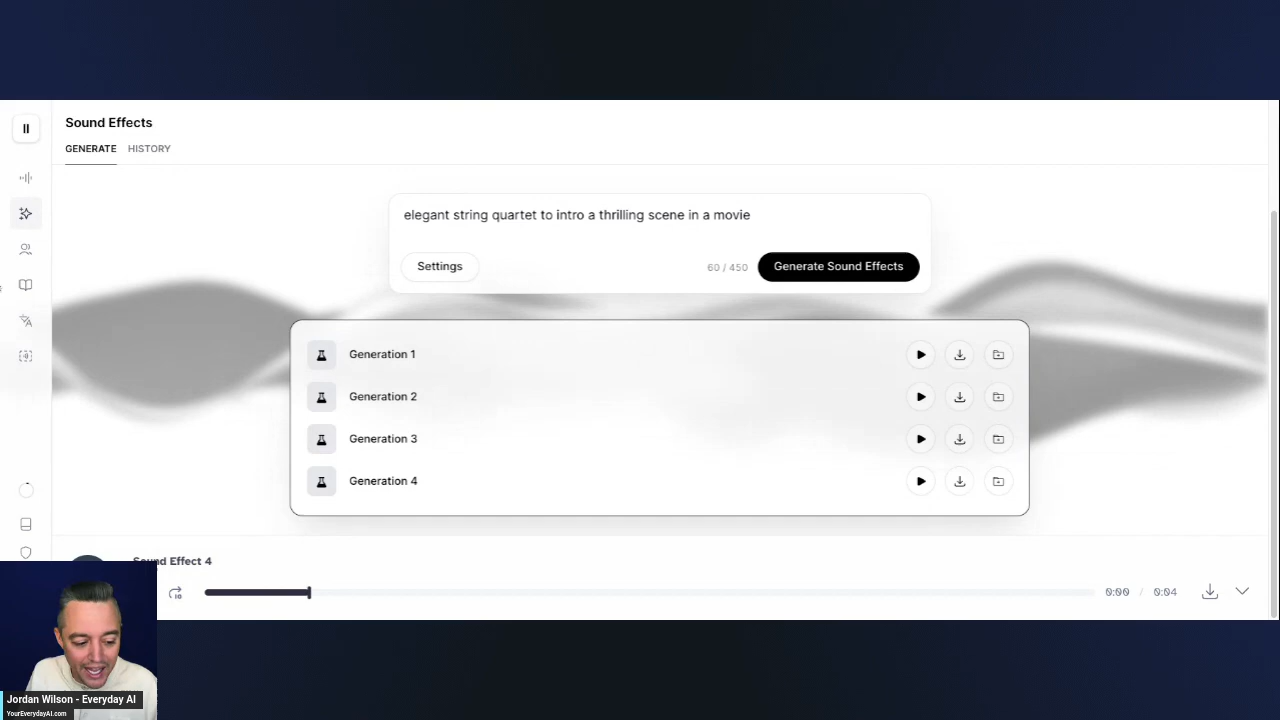 Sound Effects
GENERATE HISTORY
elegant string quartet to intro a thrilling scene in a movie
Settings
60 / 450
Generate Sound Effects
Generation 1
Generation 2
Generation 3
Generation 4
Sound Effect 4
10
0:00 / 0:04
Jordan Wilson - Everyday AI
YourEverydayAI.com